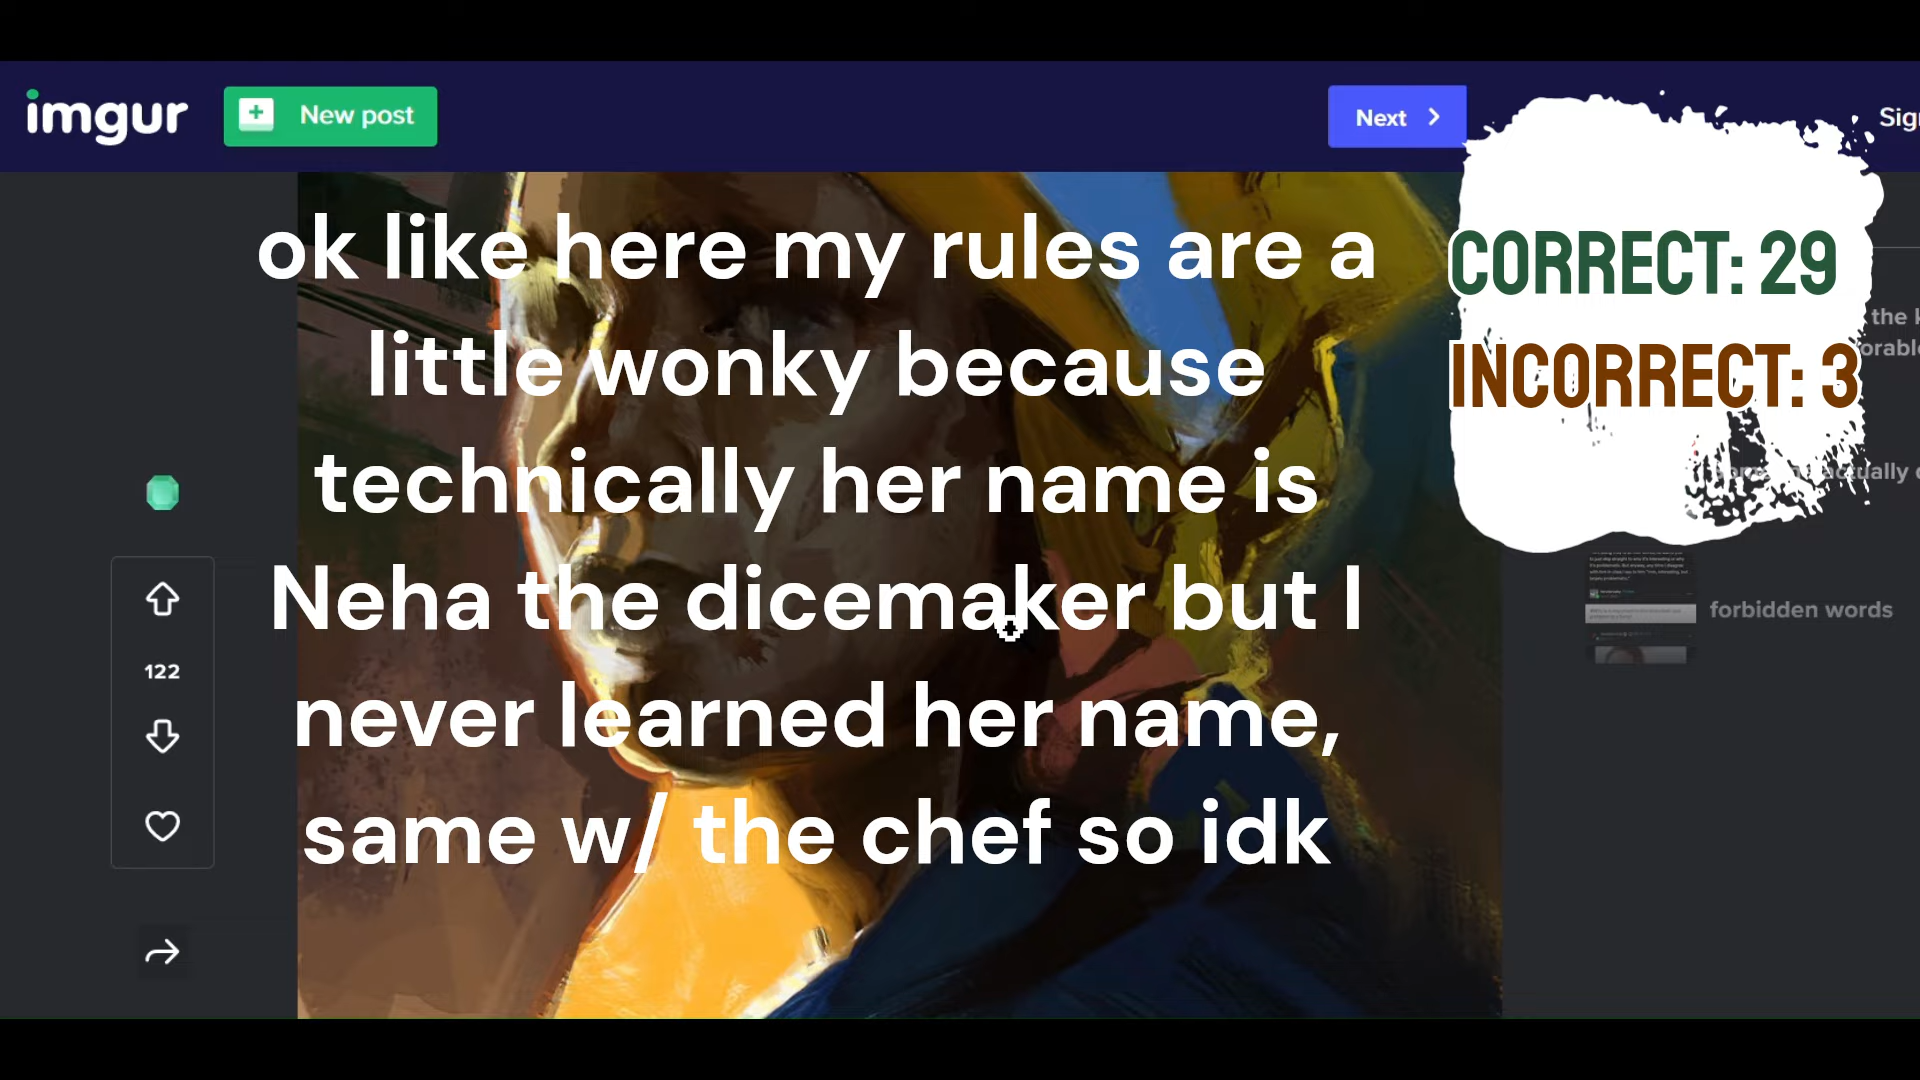 imgur
New post
Next
Sig
ok like here my rules are a
little wonky because
technically her name is
Neha the dicemaker but I
never learned her name,
same w/ the chef so idk
CORRECT: 29
INCORRECT: 3
the
122
forbidden words